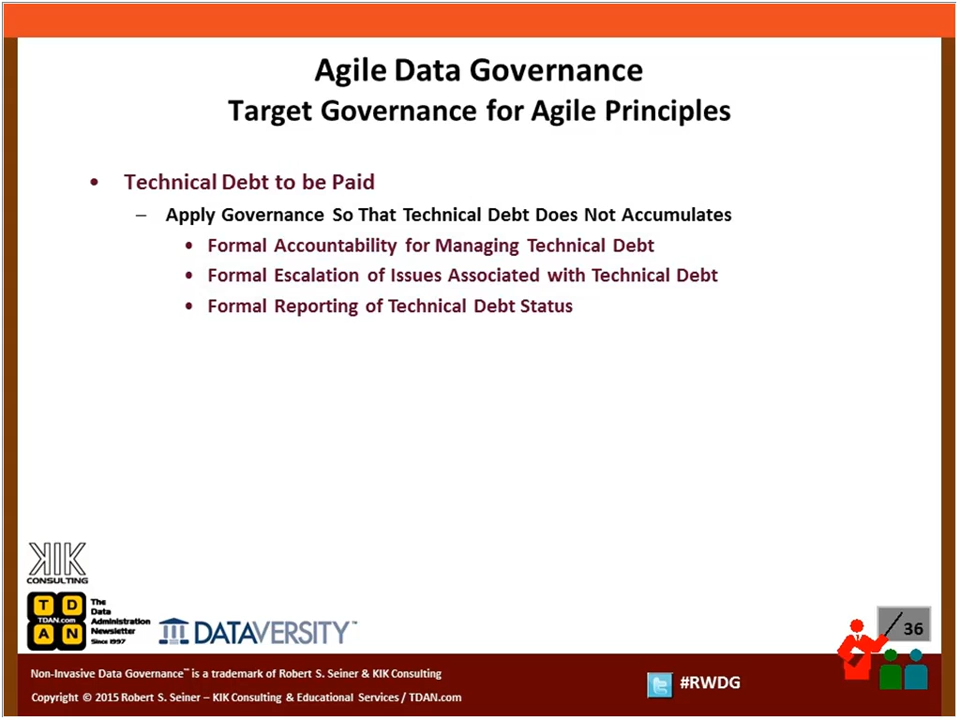 Agile Data Governance
Target Governance for Agile Principles
• Technical Debt to be Paid
– Apply Governance So That Technical Debt Does Not Accumulates
• Formal Accountability for Managing Technical Debt
• Formal Escalation of Issues Associated with Technical Debt
• Formal Reporting of Technical Debt Status
KIK
CONSULTING
T D
TDAN.com
A N
The
Data
Administration
Newsletter
Since 1997
DATAVERSITY™
36
Non-Invasive Data Governance™ is a trademark of Robert S. Seiner & KIK Consulting
Copyright © 2015 Robert S. Seiner – KIK Consulting & Educational Services / TDAN.com
#RWDG